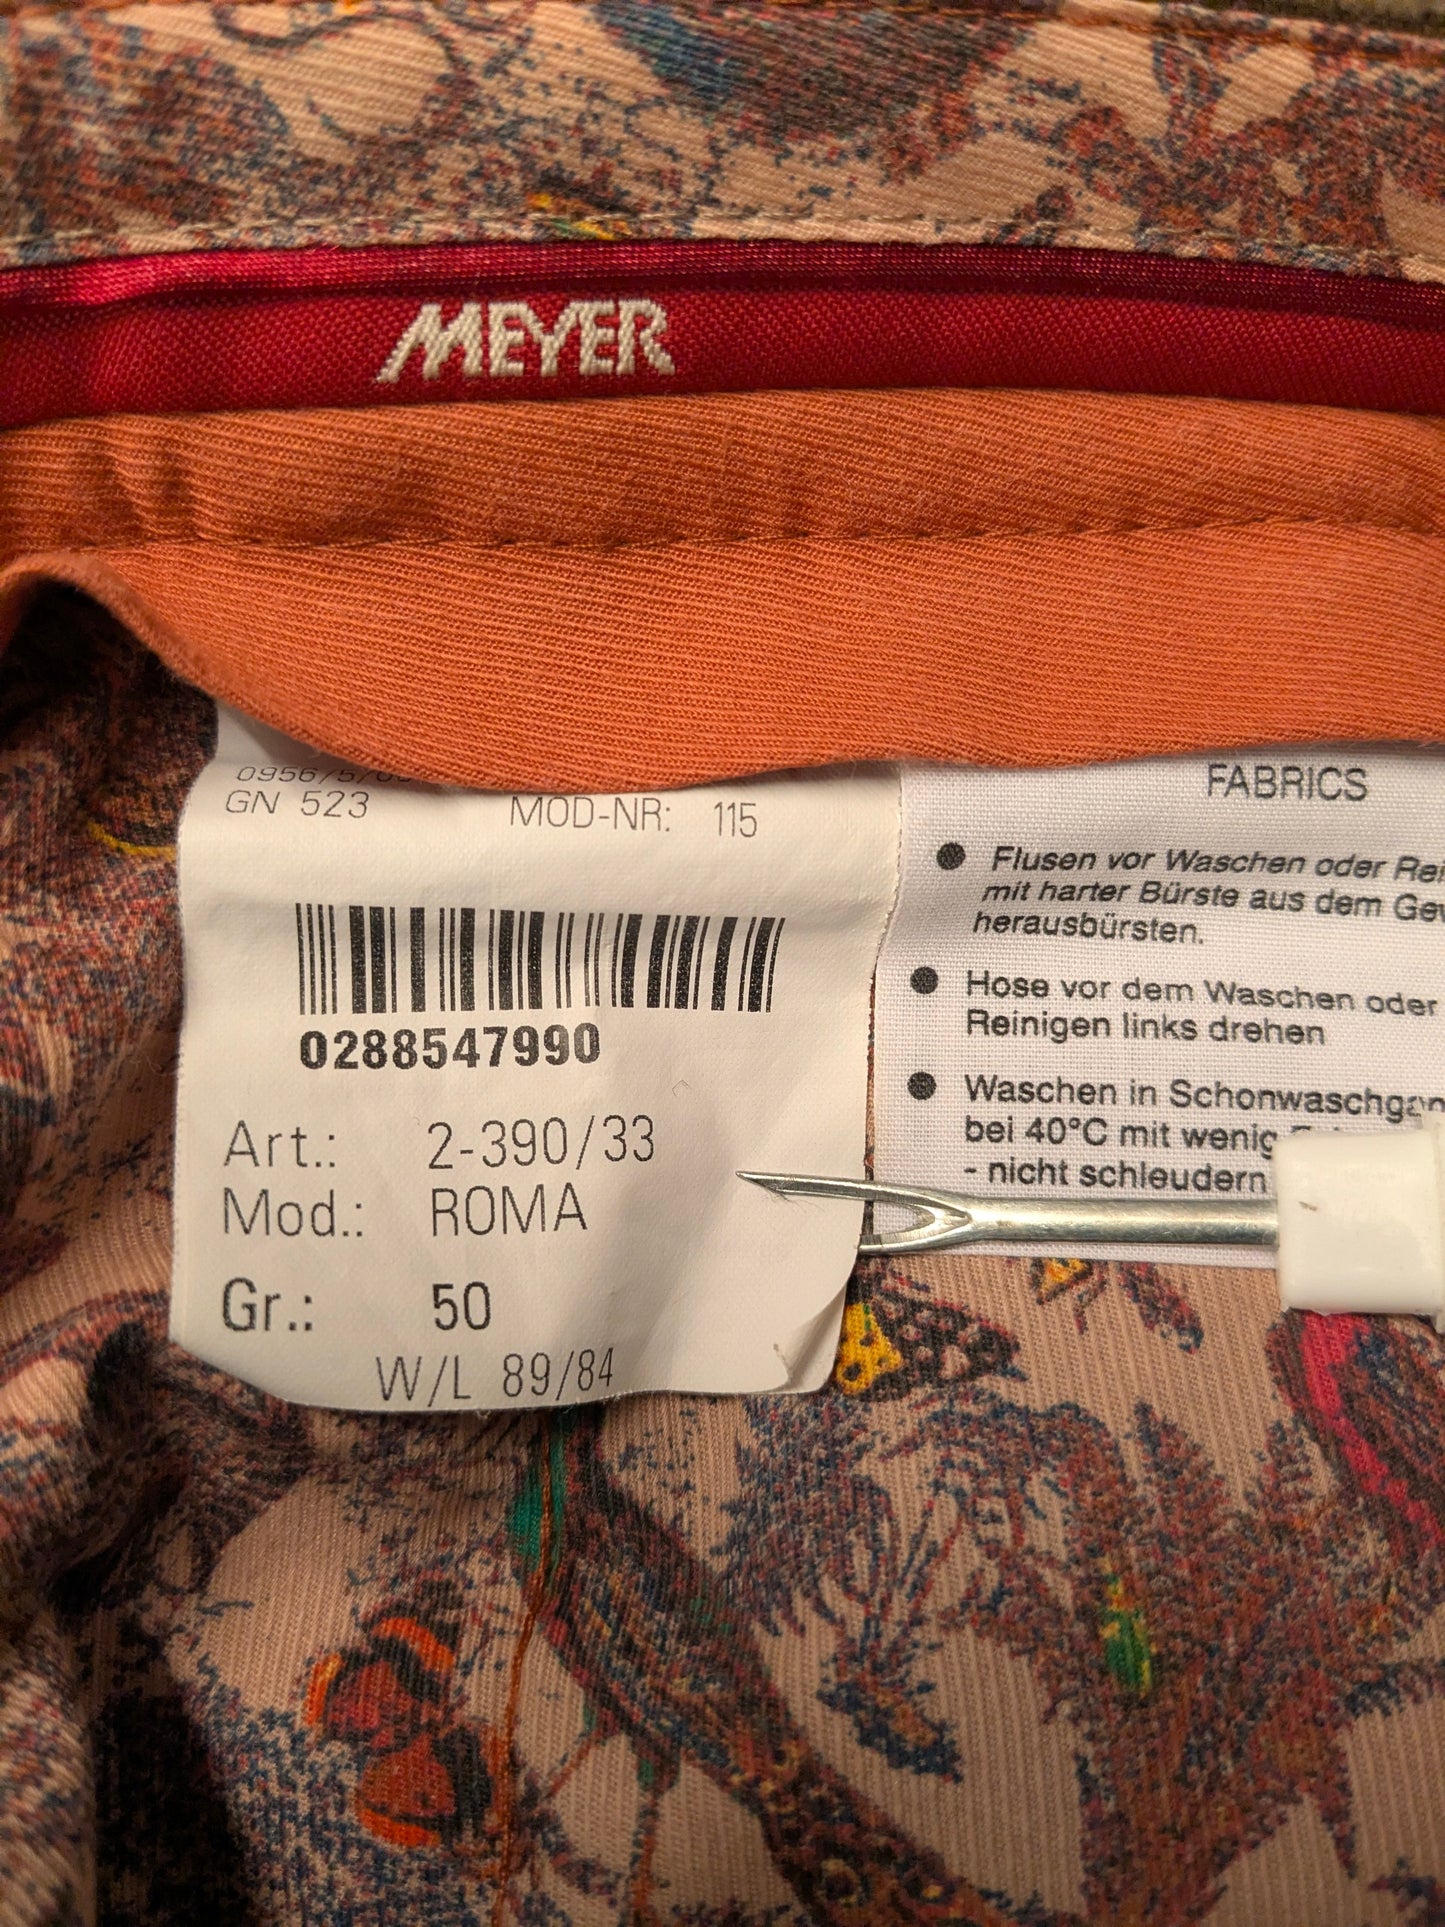 MEYER
GN 523 MOD-NR: 115
0288547990
Art.: 2-390/33
Mod.: ROMA
Gr.: 50
W/L 89/84
FABRICS
● Flusen vor Waschen oder
mit harter Bürste aus dem
herausbürsten.
● Hose vor dem Waschen oder
Reinigen links drehen
● Waschen in
bei 40°C mit wenig
- nicht schleudern